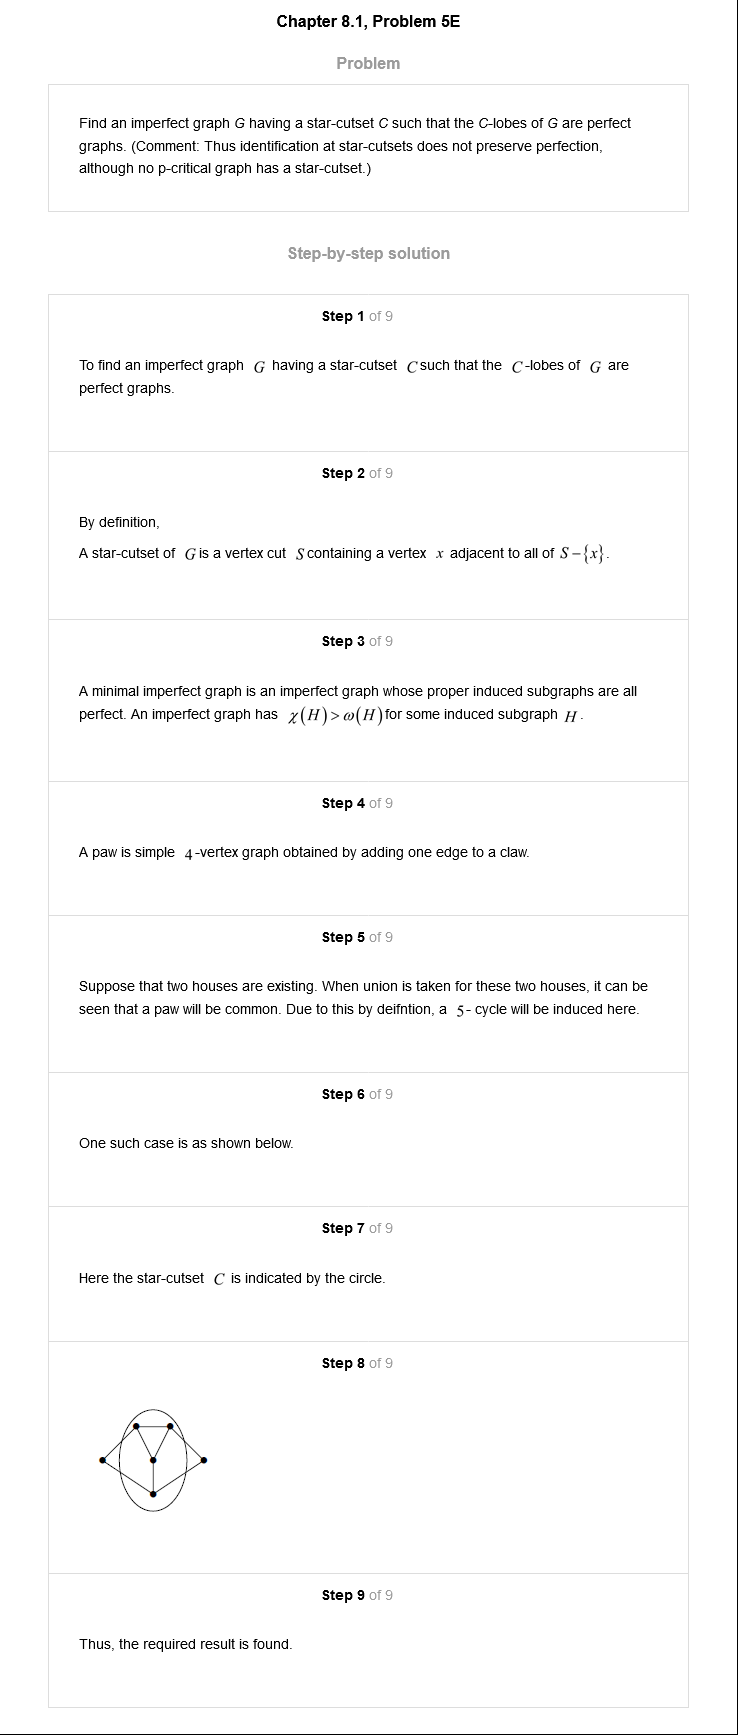 Chapter 8.1, Problem 5E
Problem
Find an imperfect graph G having a star-cutset C such that the C-lobes of G are perfect
graphs. (Comment: Thus identification at star-cutsets does not preserve perfection,
although no p-critical graph has a star-cutset.)
Step-by-step solution
Step 1 of 9
To find an imperfect graph G having a star-cutset C such that the C-lobes of G are
perfect graphs.
Step 2 of 9
By definition,
A star-cutset of G is a vertex cut S containing a vertex x adjacent to all of S−{x}.
Step 3 of 9
A minimal imperfect graph is an imperfect graph whose proper induced subgraphs are all
perfect. An imperfect graph has χ(H)>ω(H) for some induced subgraph H.
Step 4 of 9
A paw is simple 4-vertex graph obtained by adding one edge to a claw.
Step 5 of 9
Suppose that two houses are existing. When union is taken for these two houses, it can be
seen that a paw will be common. Due to this by deifntion, a 5- cycle will be induced here.
Step 6 of 9
One such case is as shown below.
Step 7 of 9
Here the star-cutset C is indicated by the circle.
Step 8 of 9
Step 9 of 9
Thus, the required result is found.